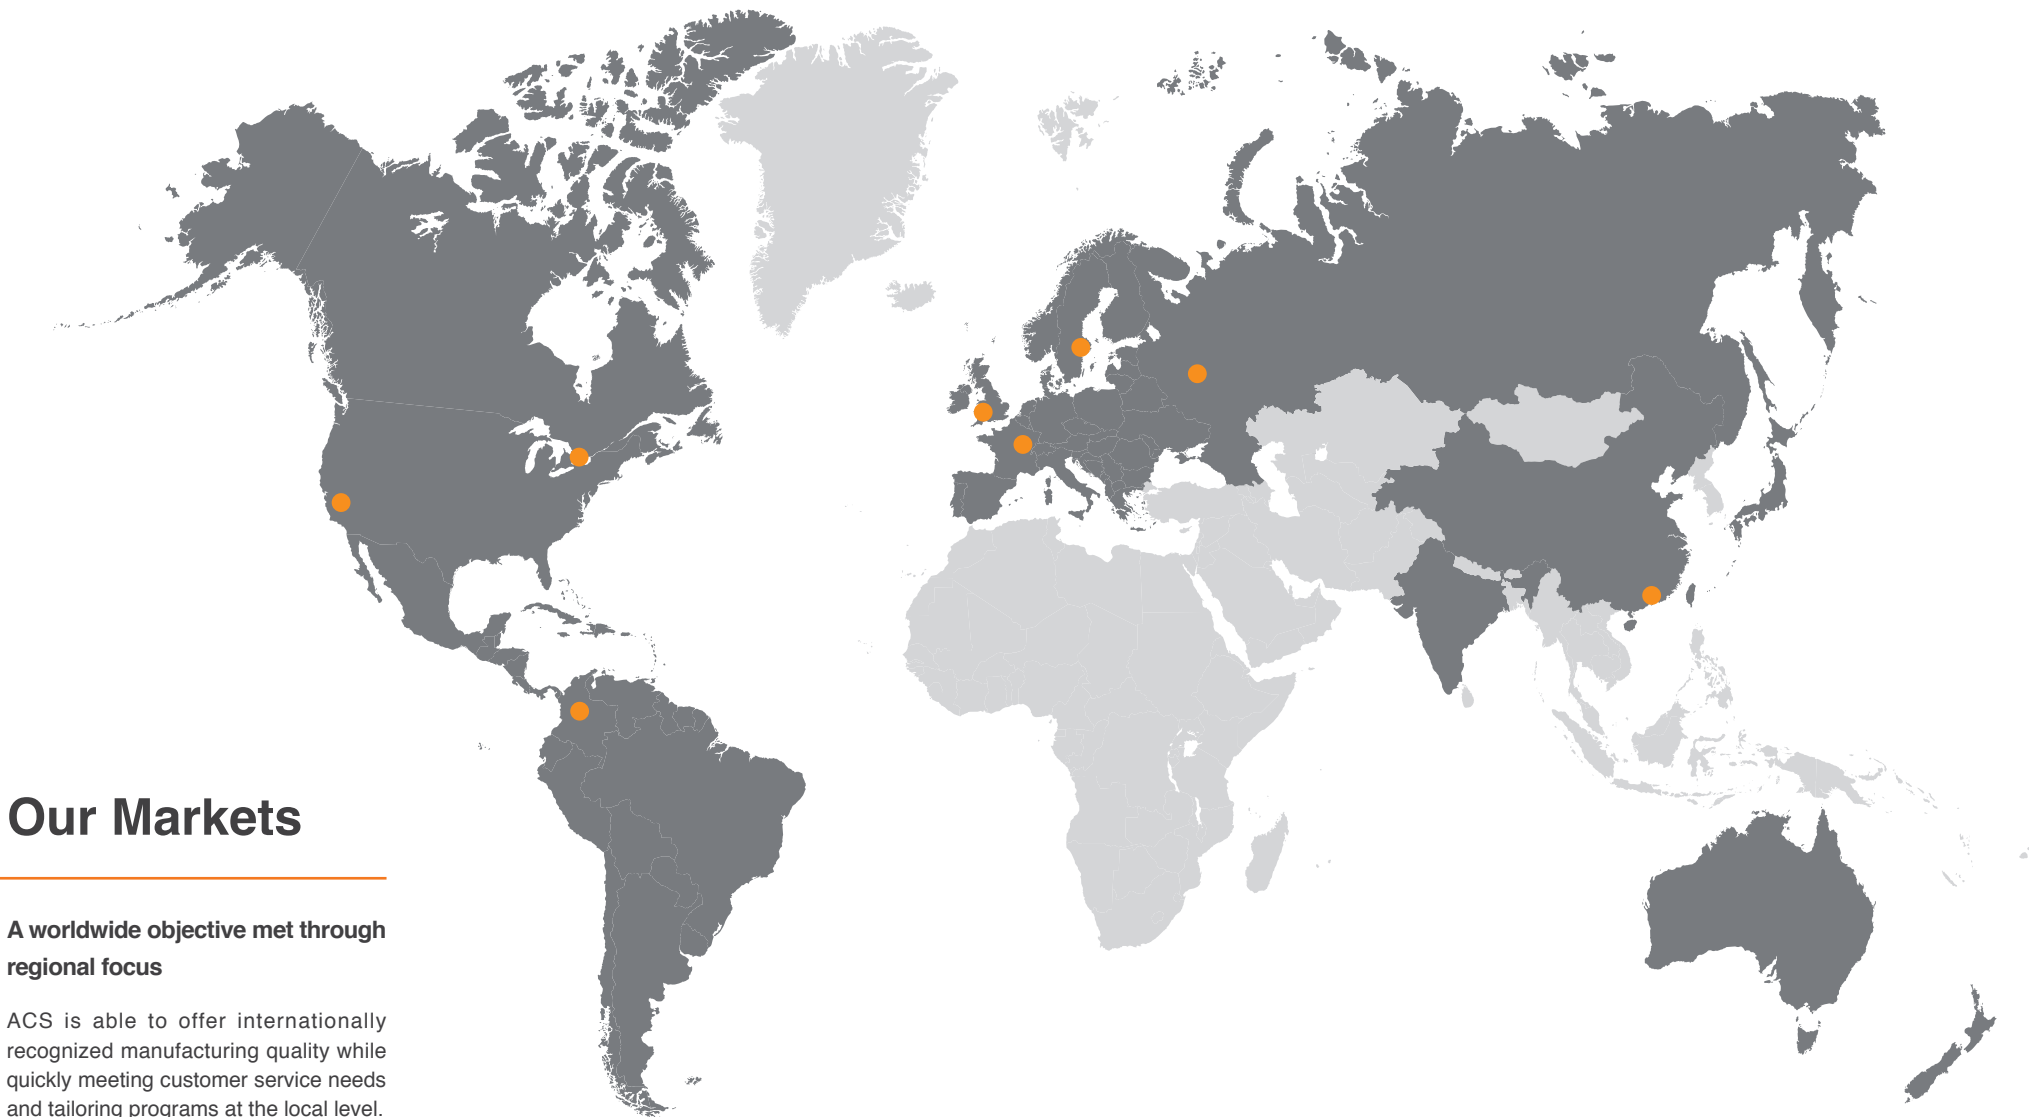 Our Markets
A worldwide objective met through
regional focus
ACS is able to offer internationally
recognized manufacturing quality while
quickly meeting customer service needs
and tailoring programs at the local level.